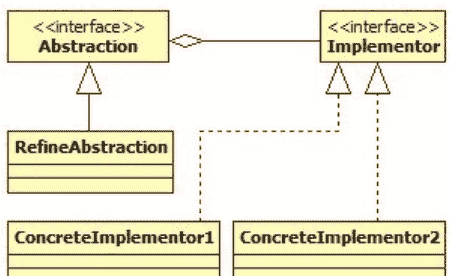 <<interface>> <<interface>>
Abstraction Implementor
RefineAbstraction
ConcreteImplementor1 ConcreteImplementor2